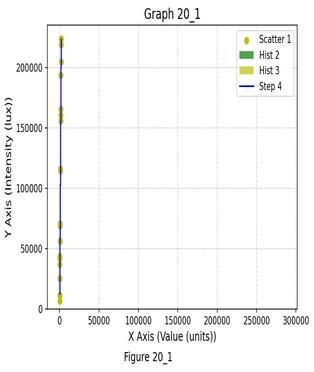 Graph 20_1
Scatter 1
Hist 2
Hist 3
Step 4
Y Axis (Intensity (lux))
200000
150000
100000
50000
0
0 50000 100000 150000 200000 250000 300000
X Axis (Value (units))
Figure 20_1